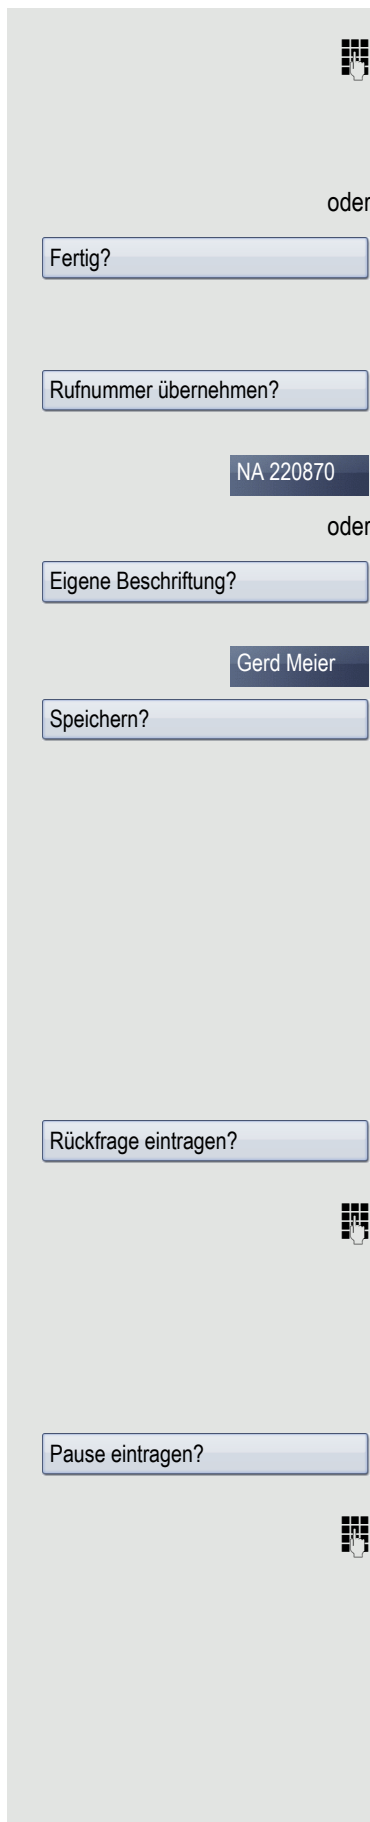 oder
Fertig?
Rufnummer übernehmen?
NA 220870
oder
Eigene Beschriftung?
Gerd Meier
Speichern?
Rückfrage eintragen?
Pause eintragen?